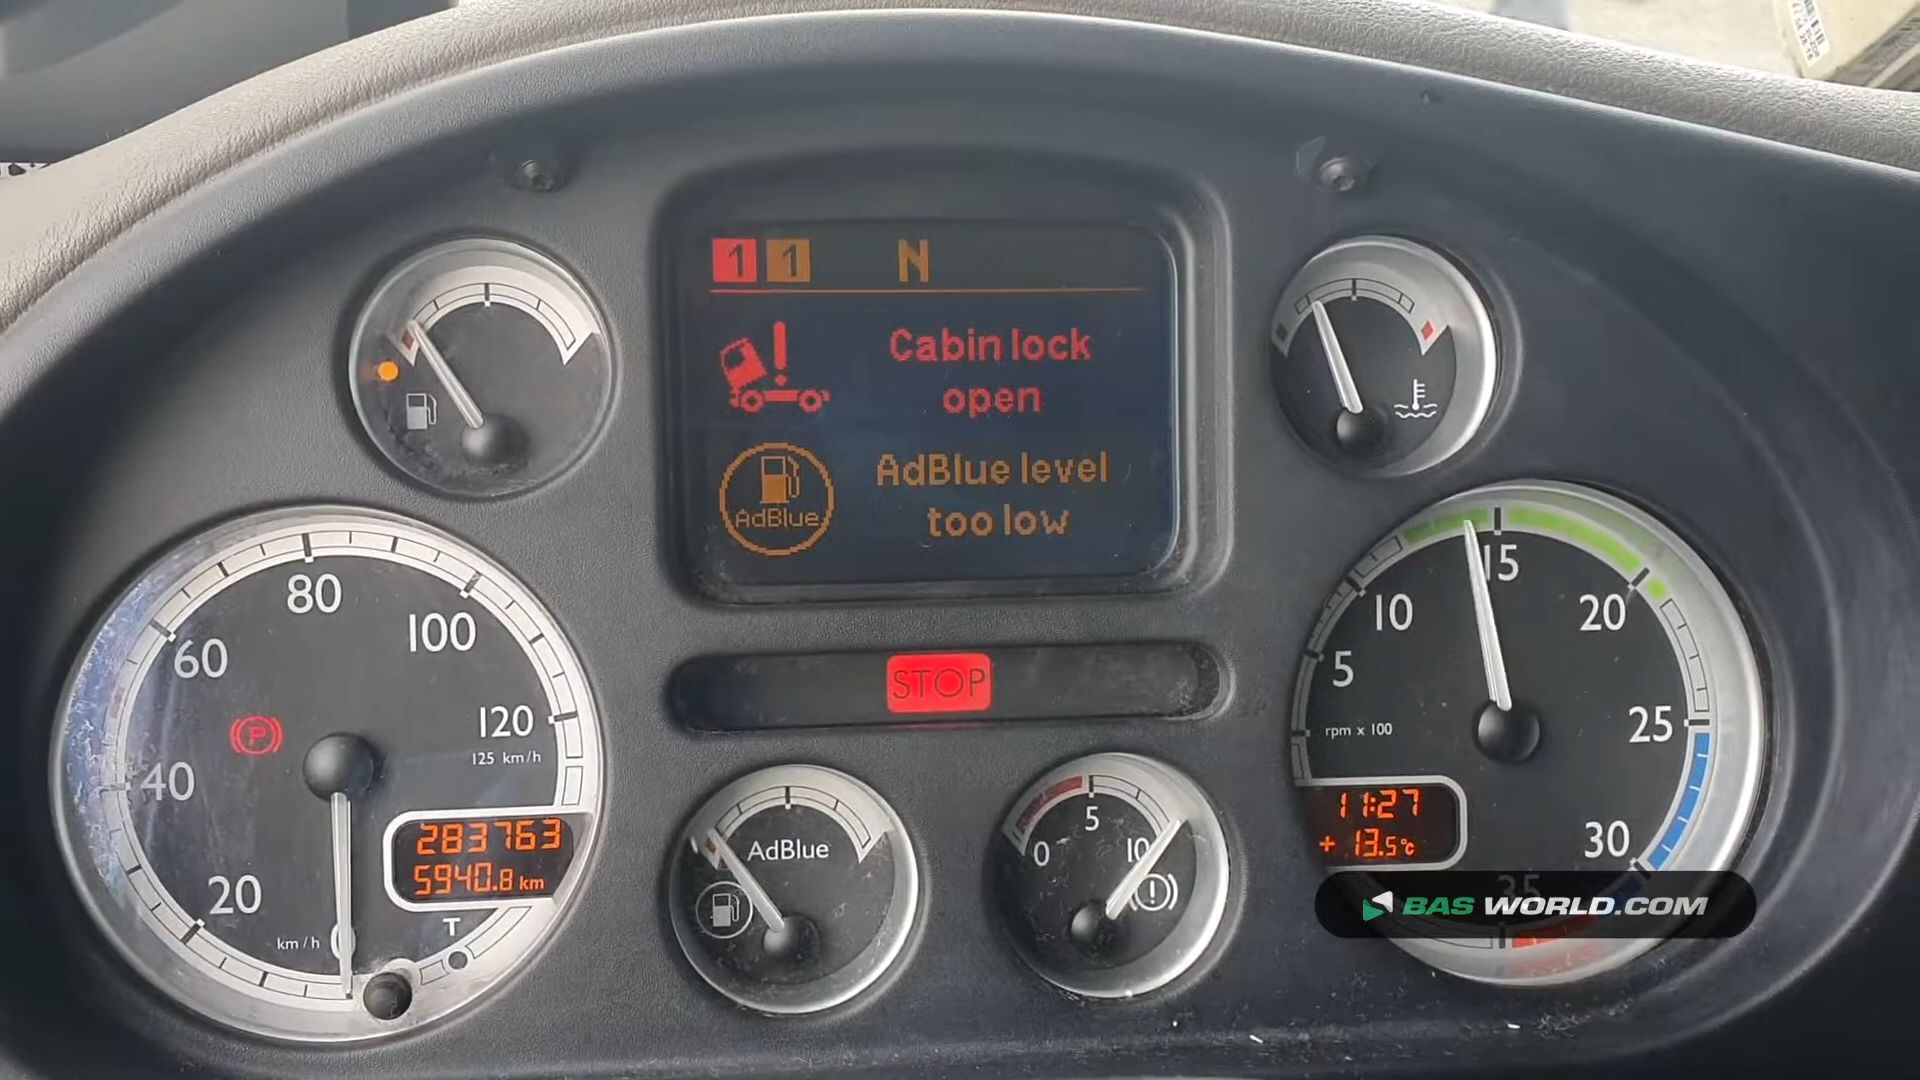 1 1 N
Cabin lock
open
AdBlue
AdBlue level
too low
STOP
20
40
60
80
100
120
125 km/h
km/h
0
P
283763
5940.8 km
T
AdBlue
0
5
10
5
10
15
20
25
30
35
rpm x 100
11:27
+ 13.5°c
BAS WORLD.COM